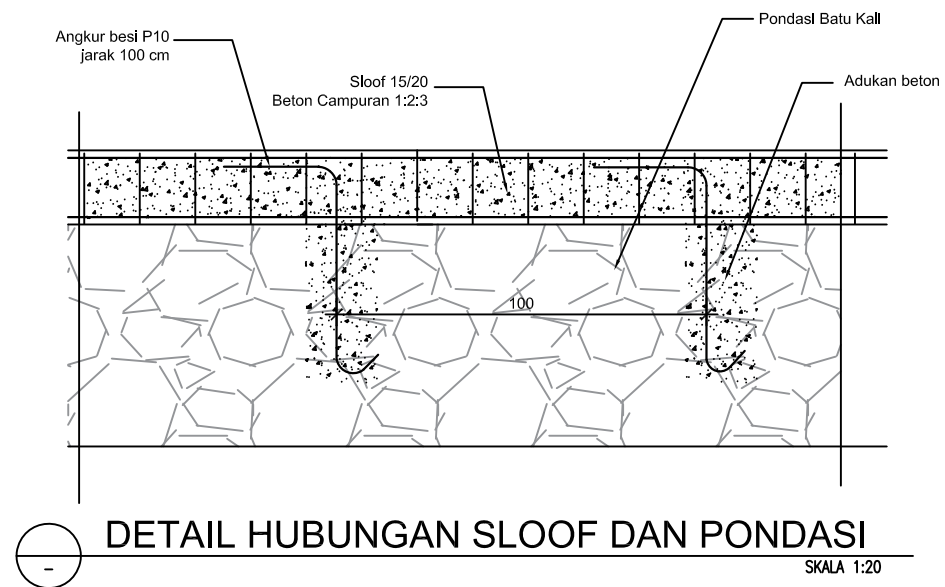 Pondasi Batu Kali
Angkur besi P10
jarak 100 cm
Sloof 15/20
Beton Campuran 1:2:3
Adukan beton
100
DETAIL HUBUNGAN SLOOF DAN PONDASI
-
SKALA 1:20